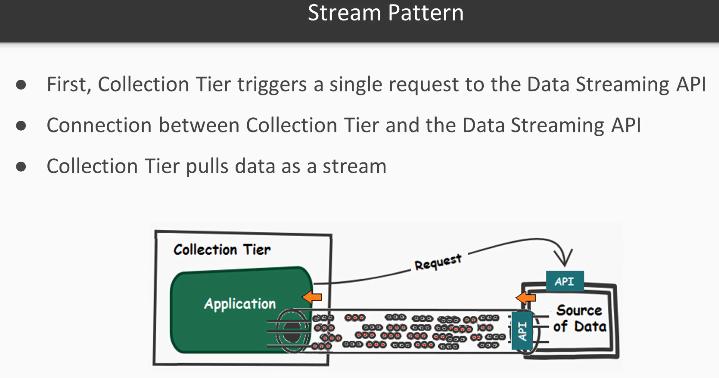 Stream Pattern
● First, Collection Tier triggers a single request to the Data Streaming API
● Connection between Collection Tier and the Data Streaming API
● Collection Tier pulls data as a stream
Collection Tier
Request
API
Application
Source
of Data
API